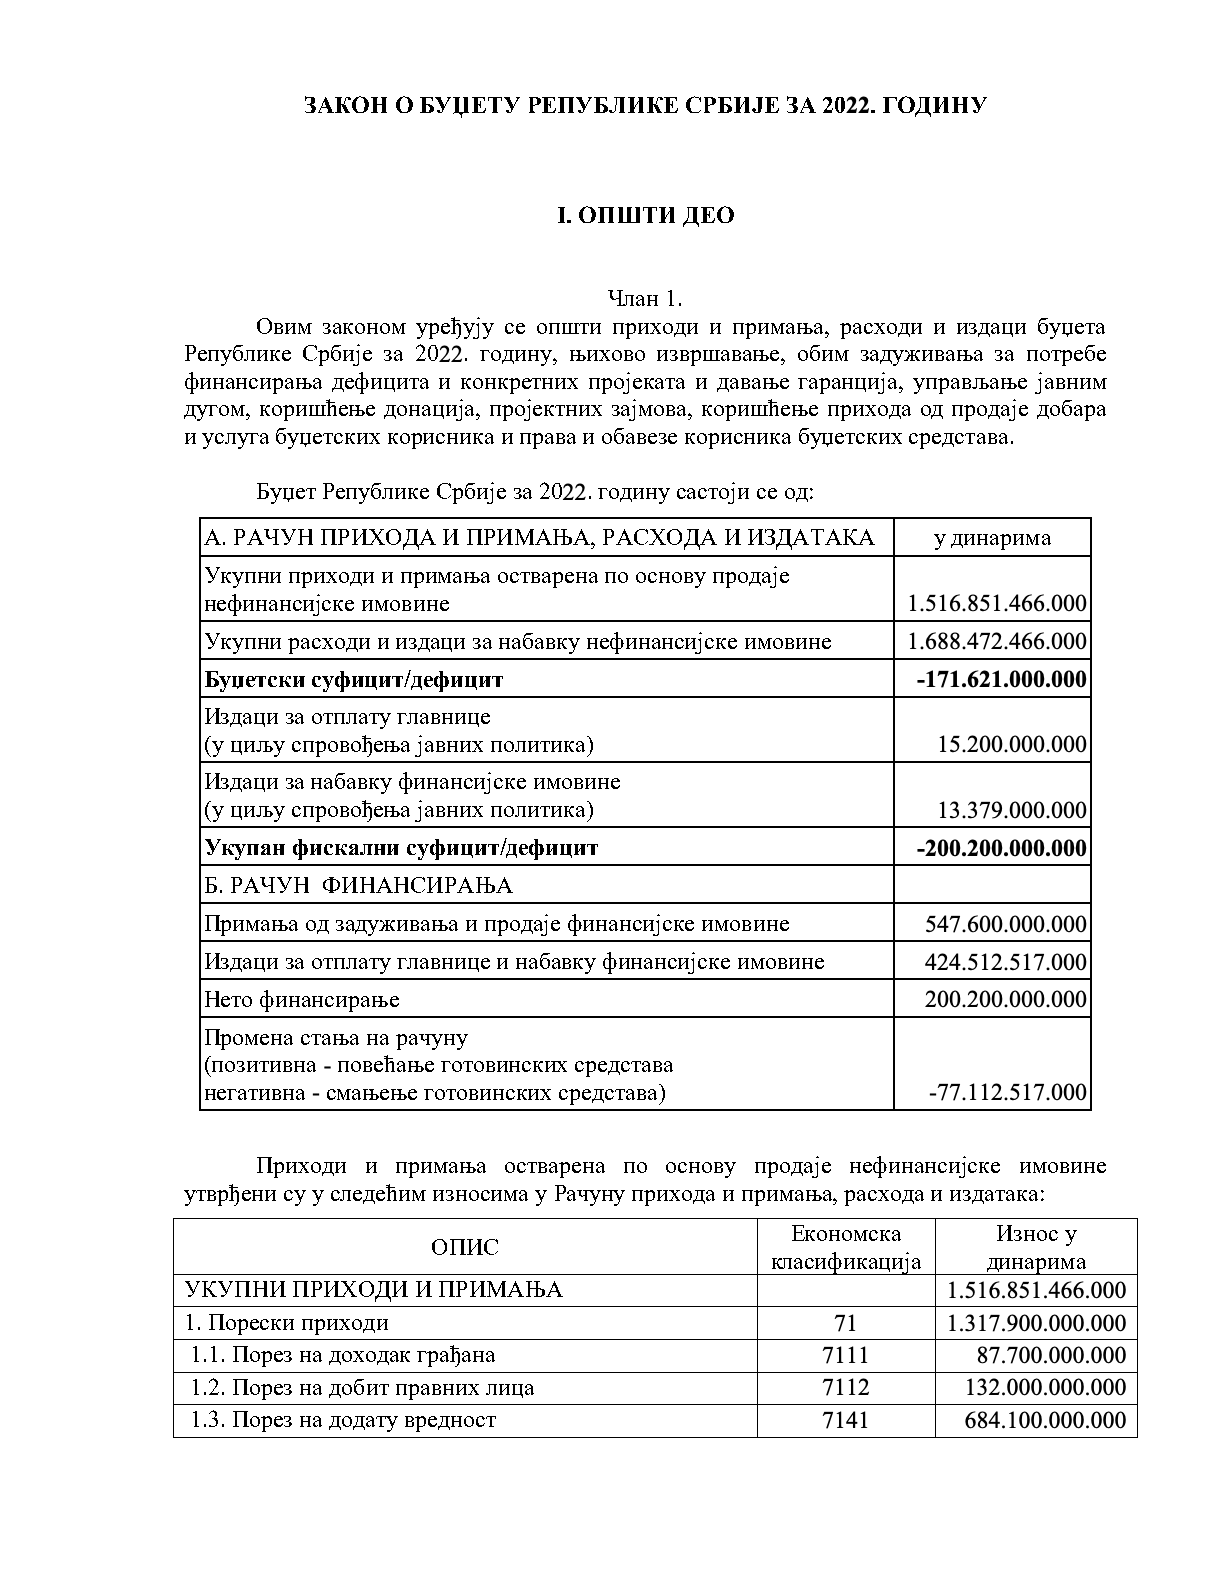 ЗАКОН О БУЏЕТУ РЕПУБЛИКЕ СРБИЈЕ ЗА 2022. ГОДИНУ
I. ОПШТИ ДЕО
Члан 1.
Овим законом уређују се општи приходи и примања, расходи и издаци буџета
Републике Србије за 2022. годину, њихово извршавање, обим задуживања за потребе
финансирања дефицита и конкретних пројеката и давање гаранција, управљање јавним
дугом, коришћење донација, пројектних зајмова, коришћење прихода од продаје добара
и услуга буџетских корисника и права и обавезе корисника буџетских средстава.
Буџет Републике Србије за 2022. годину састоји се од:
А. РАЧУН ПРИХОДА И ПРИМАЊА, РАСХОДА И ИЗДАТАКА у динарима
Укупни приходи и примања остварена по основу продаје
нефинансијске имовине 1.516.851.466.000
Укупни расходи и издаци за набавку нефинансијске имовине 1.688.472.466.000
Буџетски суфицит/дефицит -171.621.000.000
Издаци за отплату главнице
(у циљу спровођења јавних политика) 15.200.000.000
Издаци за набавку финансијске имовине
(у циљу спровођења јавних политика) 13.379.000.000
Укупан фискални суфицит/дефицит -200.200.000.000
Б. РАЧУН ФИНАНСИРАЊА
Примања од задуживања и продаје финансијске имовине 547.600.000.000
Издаци за отплату главнице и набавку финансијске имовине 424.512.517.000
Нето финансирање 200.200.000.000
Промена стања на рачуну
(позитивна - повећање готовинских средстава
негативна - смањење готовинских средстава) -77.112.517.000
Приходи и примања остварена по основу продаје нефинансијске имовине
утврђени су у следећим износима у Рачуну прихода и примања, расхода и издатака:
ОПИС Економска класификација Износ у динарима
УКУПНИ ПРИХОДИ И ПРИМАЊА 1.516.851.466.000
1. Порески приходи 71 1.317.900.000.000
1.1. Порез на доходак грађана 7111 87.700.000.000
1.2. Порез на добит правних лица 7112 132.000.000.000
1.3. Порез на додату вредност 7141 684.100.000.000